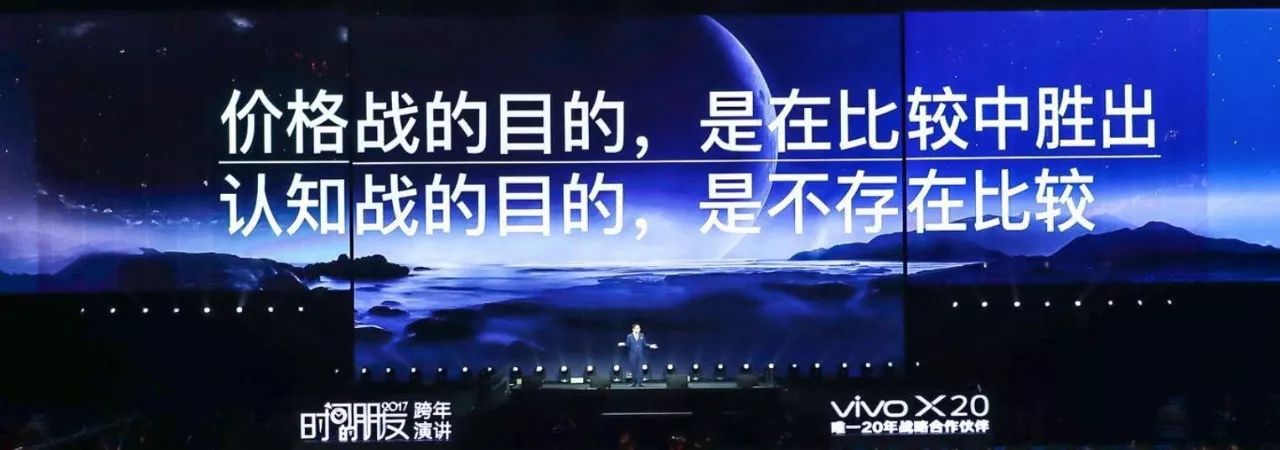 价格战的目的，是在比较中胜出
认知战的目的，是不存在比较
时间的朋友 2017 跨年演讲
vivo X20
唯一20年战略合作伙伴